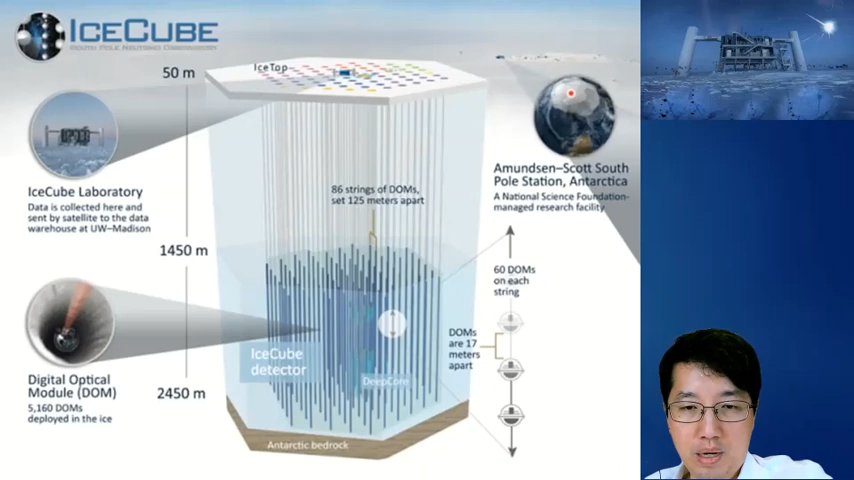 ICECUBE
SOUTH POLE NEUTRINO OBSERVATORY
50 m
IceTop
IceCube Laboratory
Data is collected here and
sent by satellite to the data
warehouse at UW–Madison
86 strings of DOMs,
set 125 meters apart
Amundsen–Scott South
Pole Station, Antarctica
A National Science Foundation-
managed research facility
1450 m
60 DOMs
on each
string
DOMs
are 17
meters
apart
IceCube
detector
DeepCore
Digital Optical
Module (DOM)
5,160 DOMs
deployed in the ice
2450 m
Antarctic bedrock